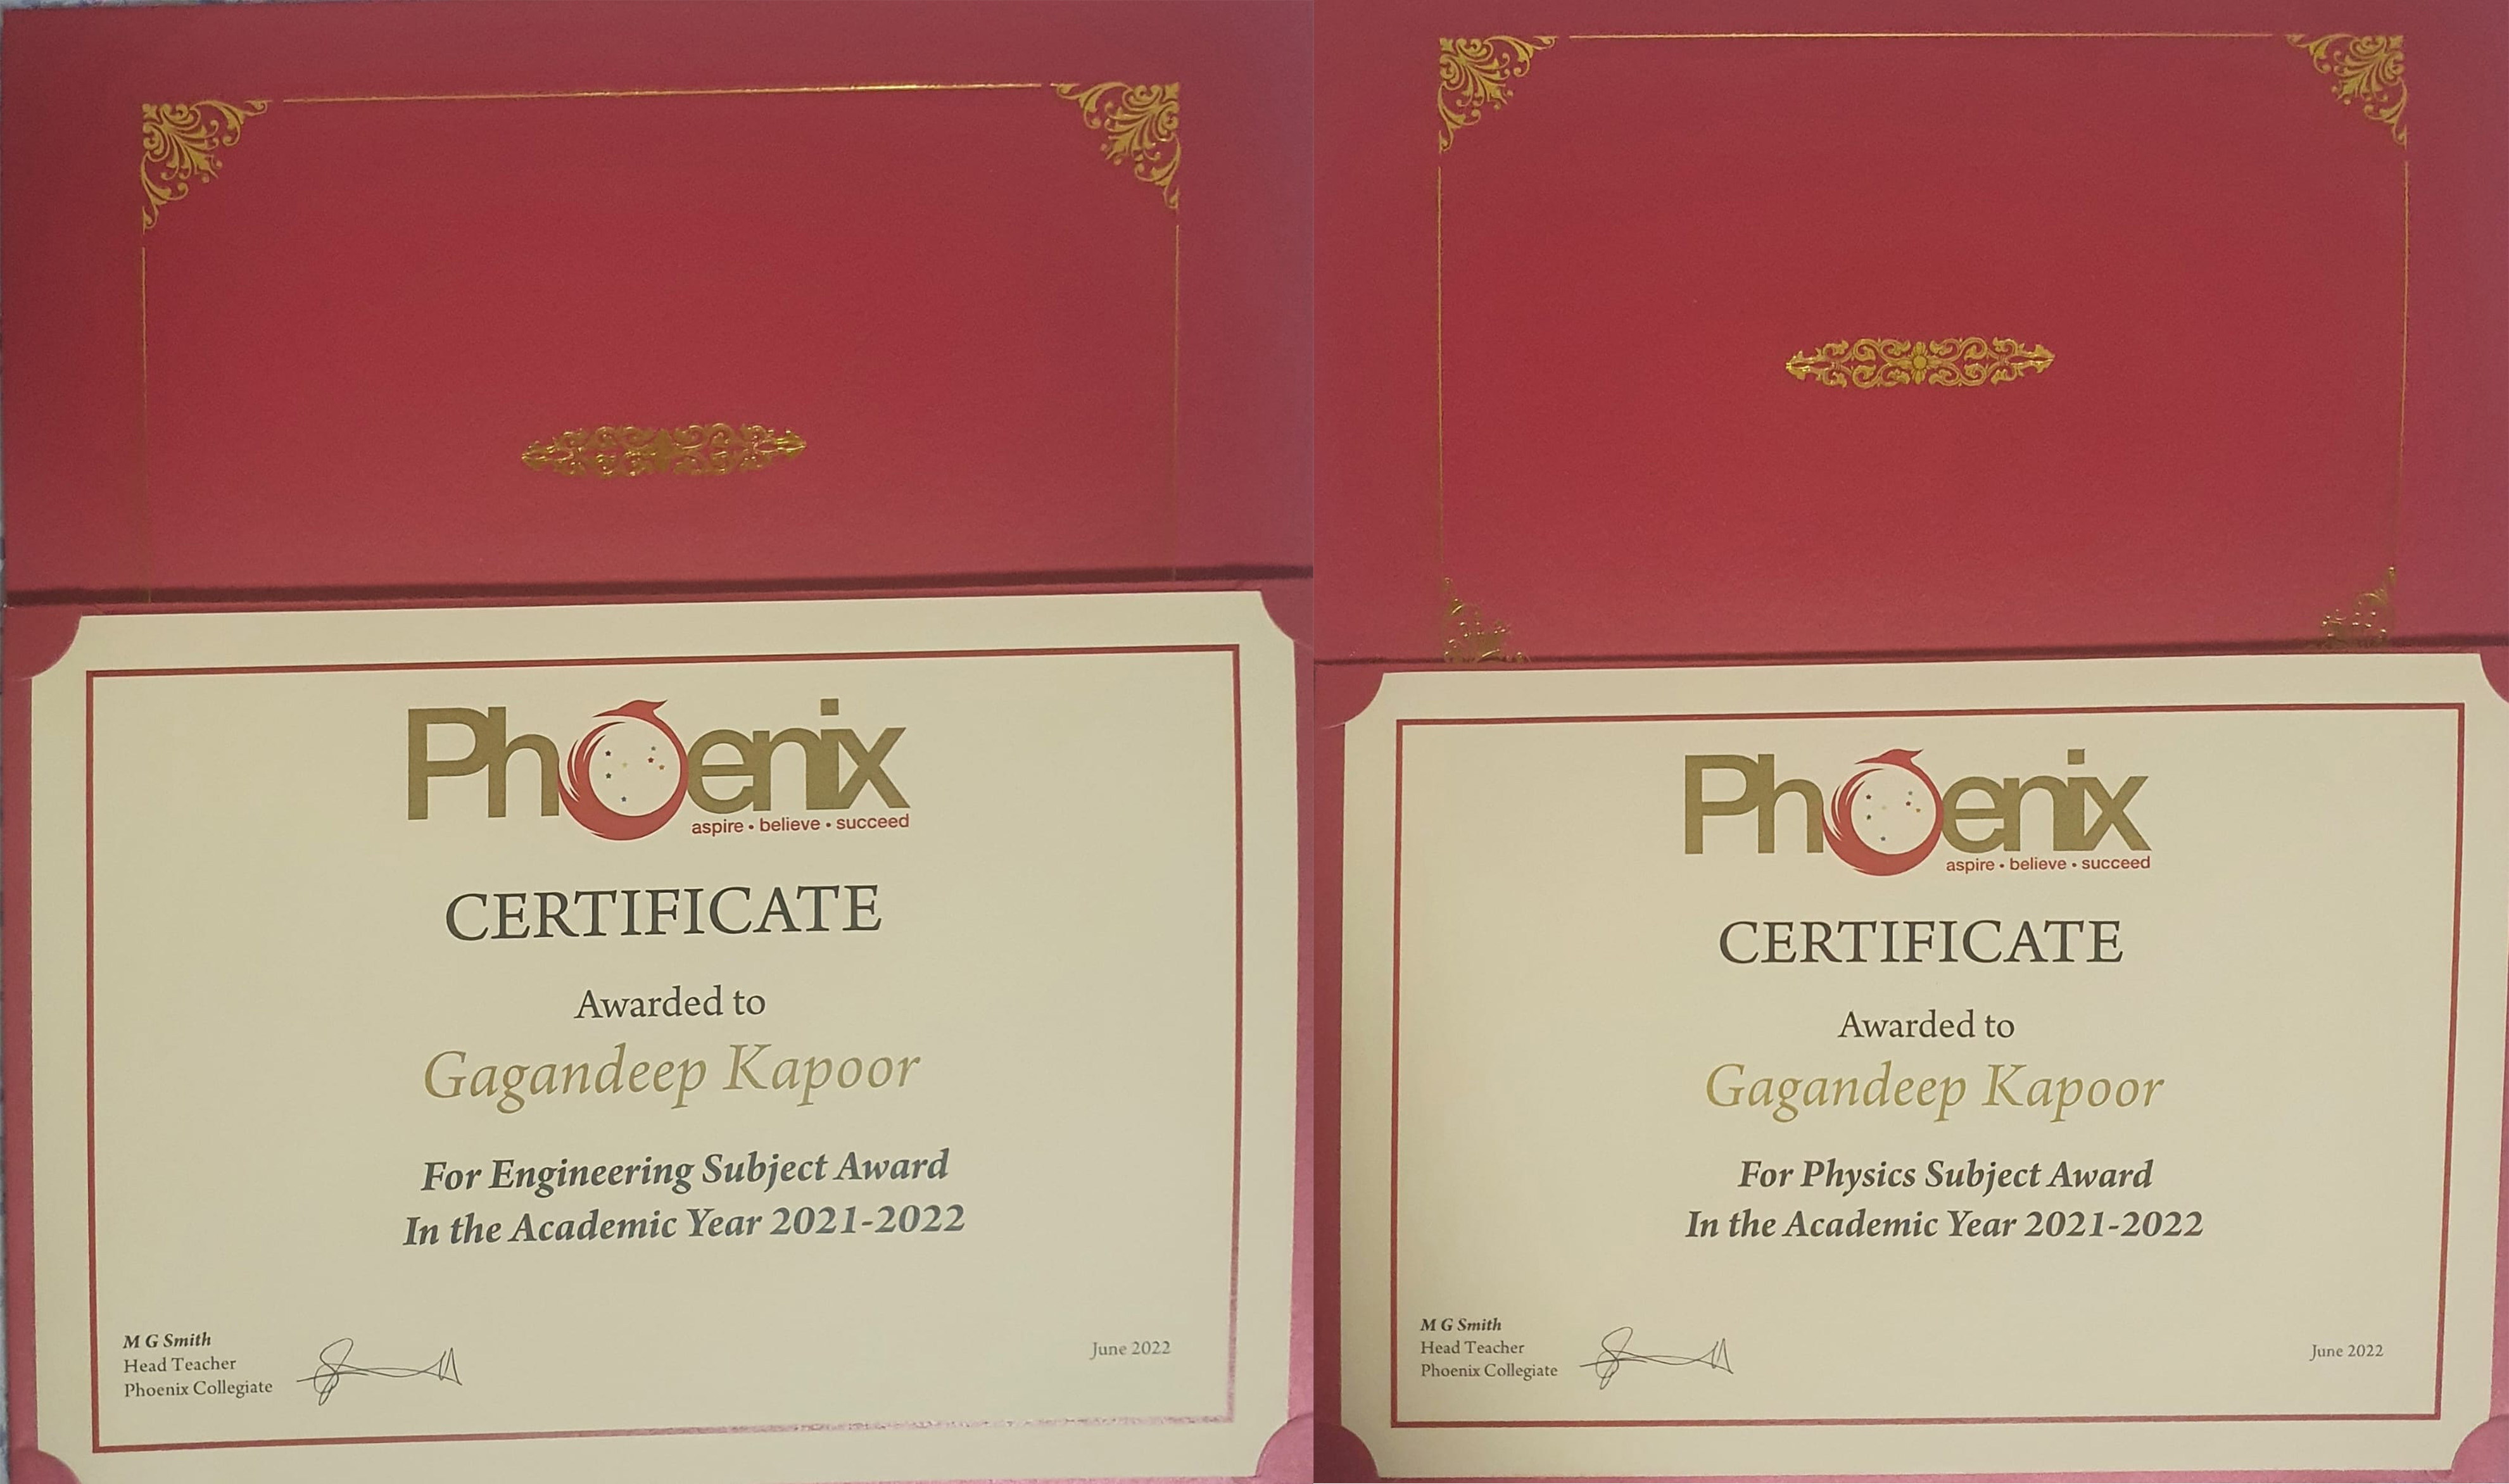 Phoenix
aspire • believe • succeed
CERTIFICATE
Awarded to
Gagandeep Kapoor
For Engineering Subject Award
In the Academic Year 2021-2022
M G Smith
Head Teacher
Phoenix Collegiate
June 2022
Phoenix
aspire • believe • succeed
CERTIFICATE
Awarded to
Gagandeep Kapoor
For Physics Subject Award
In the Academic Year 2021-2022
M G Smith
Head Teacher
Phoenix Collegiate
June 2022